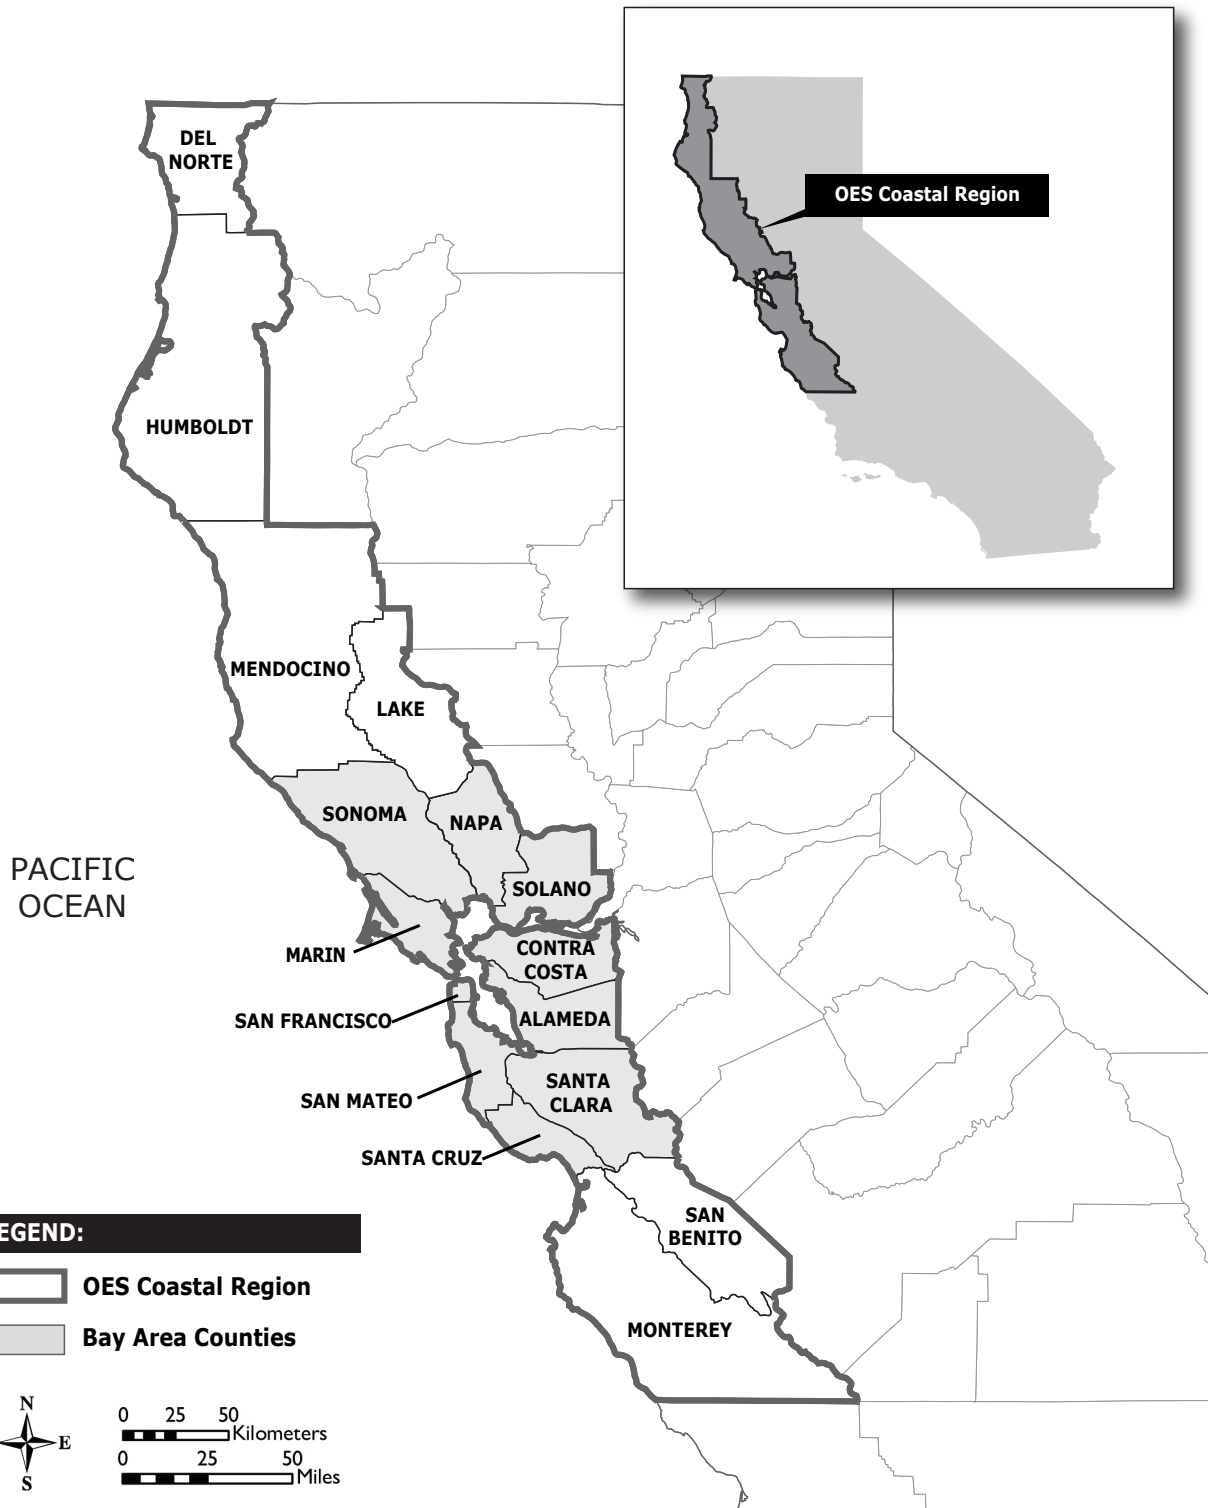 OES Coastal Region
DEL
NORTE
HUMBOLDT
MENDOCINO
LAKE
SONOMA
NAPA
SOLANO
PACIFIC
OCEAN
MARIN
CONTRA
COSTA
SAN FRANCISCO
ALAMEDA
SAN MATEO
SANTA
CLARA
SANTA CRUZ
SAN
BENITO
MONTEREY
EGEND:
OES Coastal Region
Bay Area Counties
N
E
S
0 25 50
Kilometers
0 25 50
Miles